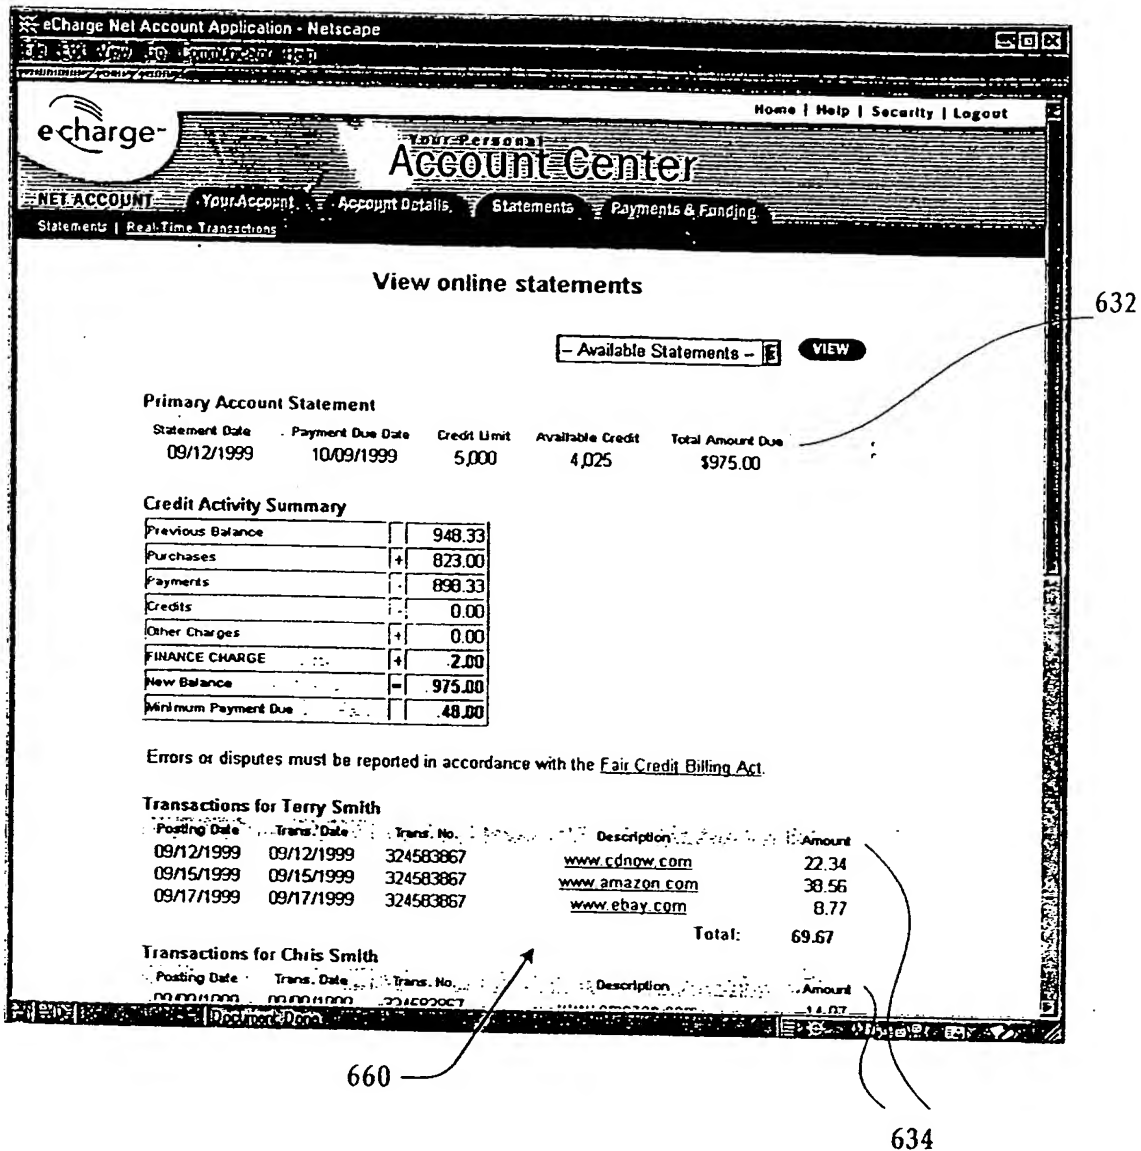 eCharge Net Account Application - Netscape
Edit View Go Communicator Help
Home | Help | Security | Logout
echarge-
Your Personal
Account Center
NET ACCOUNT Your Account Account Details Statements Payments & Funding
Statements | Real-Time Transactions
View online statements
632
– Available Statements – VIEW
Primary Account Statement
Statement Date Payment Due Date Credit Limit Available Credit Total Amount Due
09/12/1999 10/09/1999 5,000 4,025 $975.00
Credit Activity Summary
Previous Balance 948.33
Purchases + 823.00
Payments - 898.33
Credits - 0.00
Other Charges + 0.00
FINANCE CHARGE + 2.00
New Balance = 975.00
Minimum Payment Due 48.00
Errors or disputes must be reported in accordance with the Fair Credit Billing Act.
Transactions for Terry Smith
Posting Date Trans. Date Trans. No. Description Amount
09/12/1999 09/12/1999 324583867 www.cdnow.com 22.34
09/15/1999 09/15/1999 324583867 www.amazon.com 38.56
09/17/1999 09/17/1999 324583867 www.ebay.com 8.77
Total: 69.67
Transactions for Chris Smith
Posting Date Trans. Date Trans. No. Description Amount
Document: Done
660
634